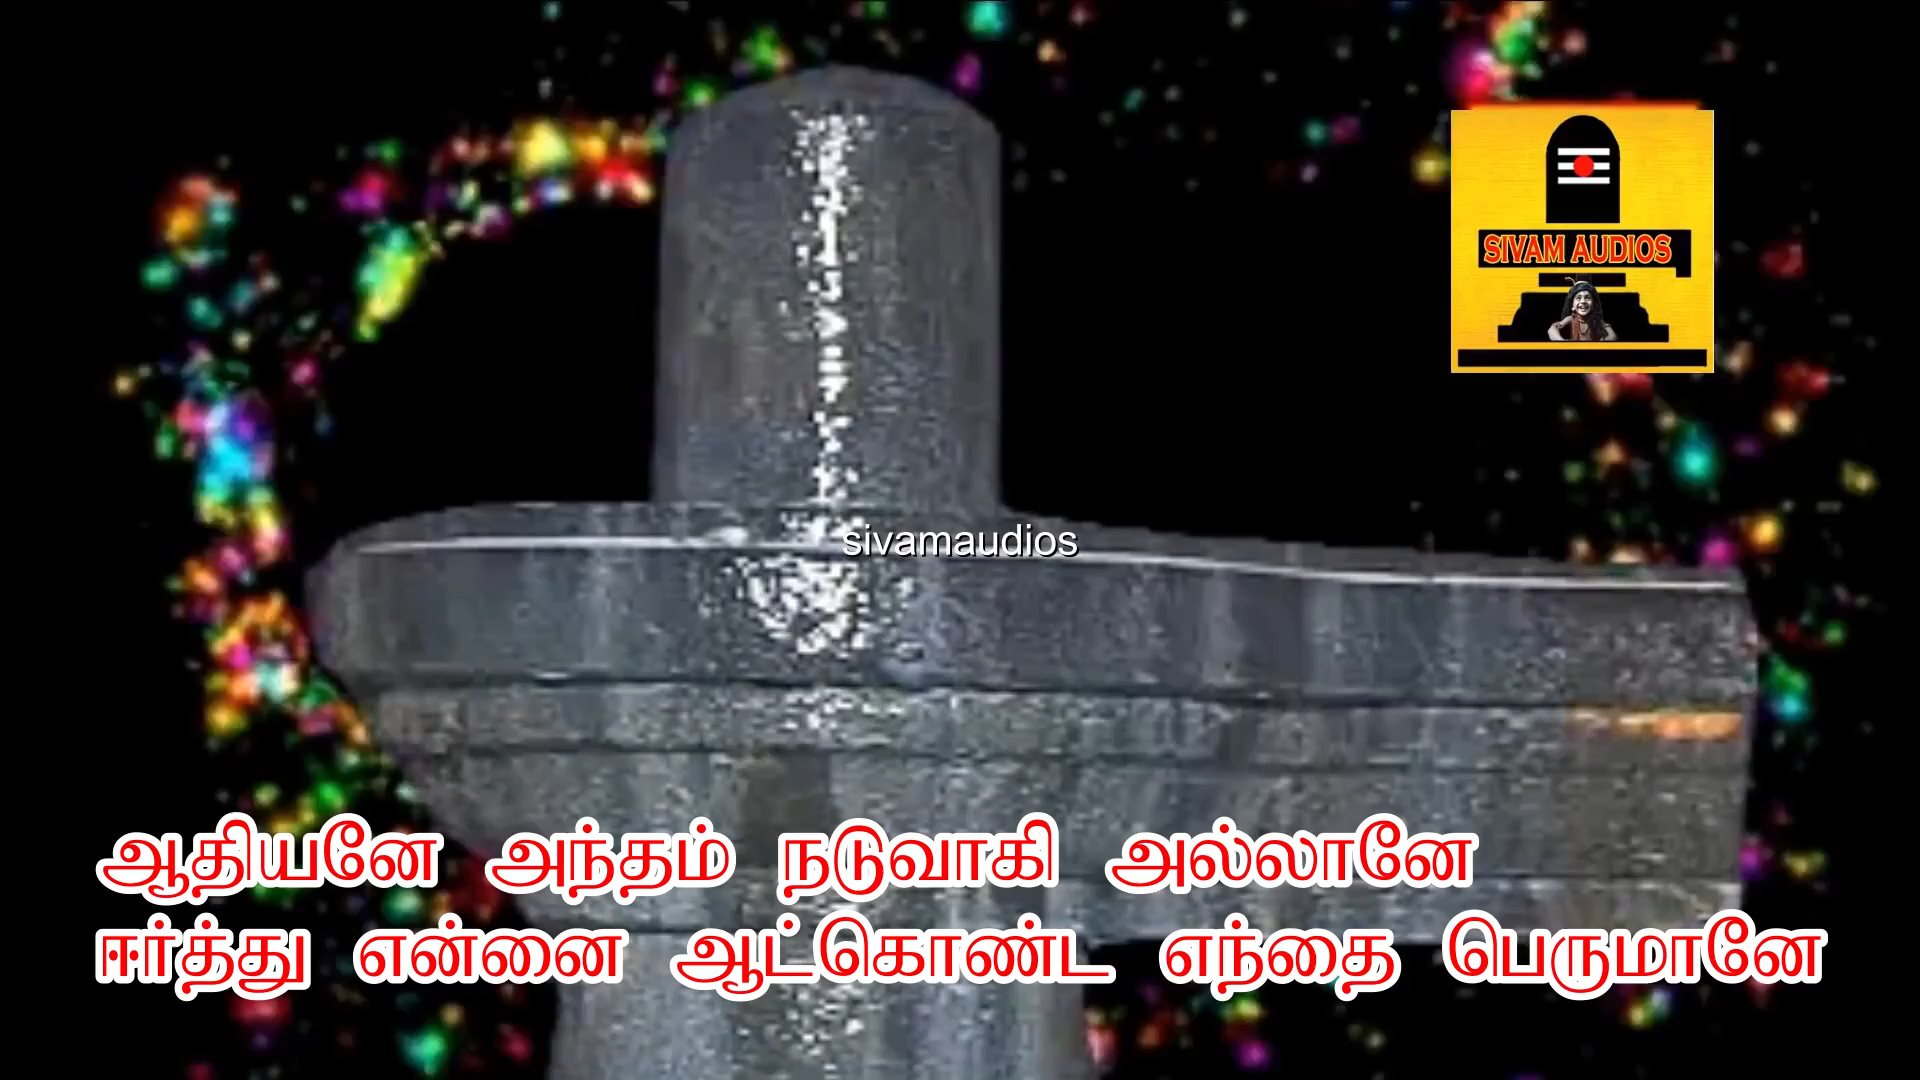 SIVAM AUDIOS
sivamaudios
ஆதியனே அந்தம் நடுவாகி அல்லானே
ஈர்த்து என்னை ஆட்கொண்ட எந்தை பெருமானே